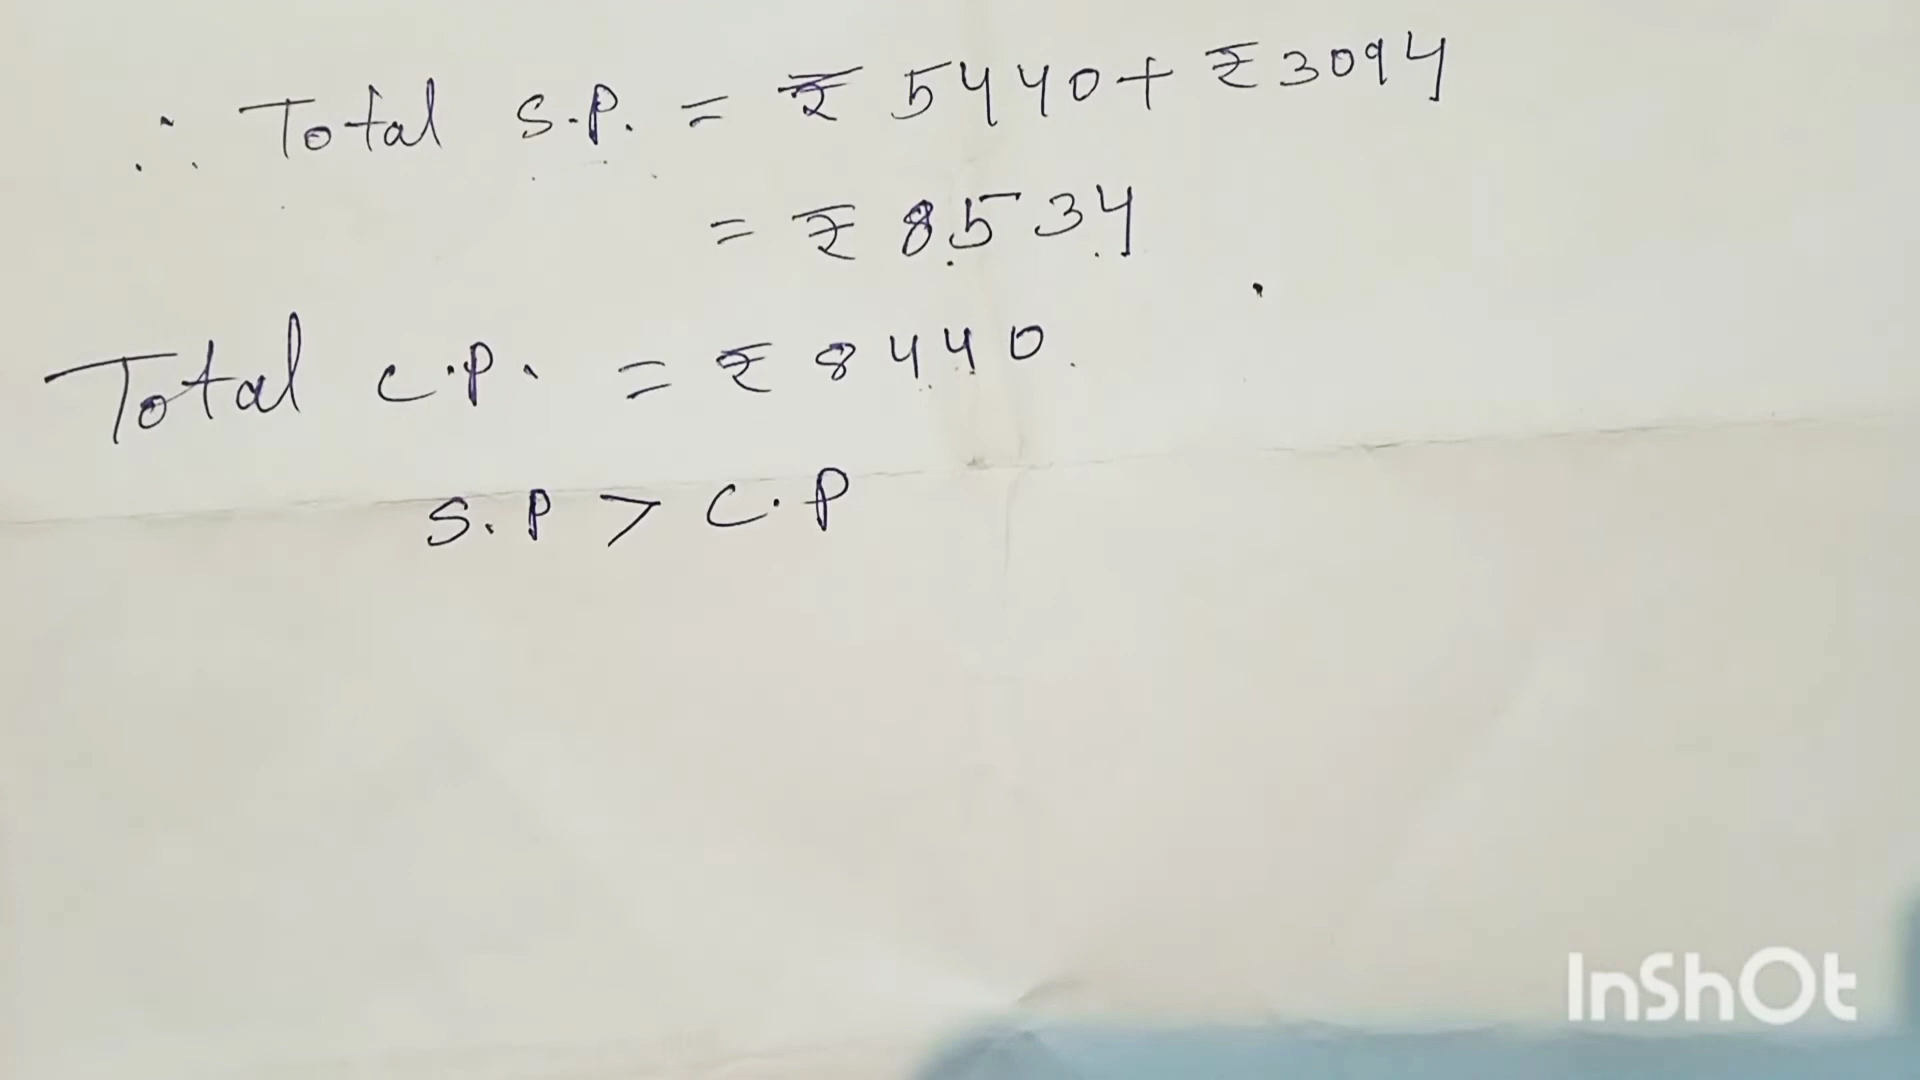 ∴ Total S.P. = ₹ 5440 + ₹ 3094
= ₹ 8534
Total C.P. = ₹ 8440.
S.P > C.P
InShOt